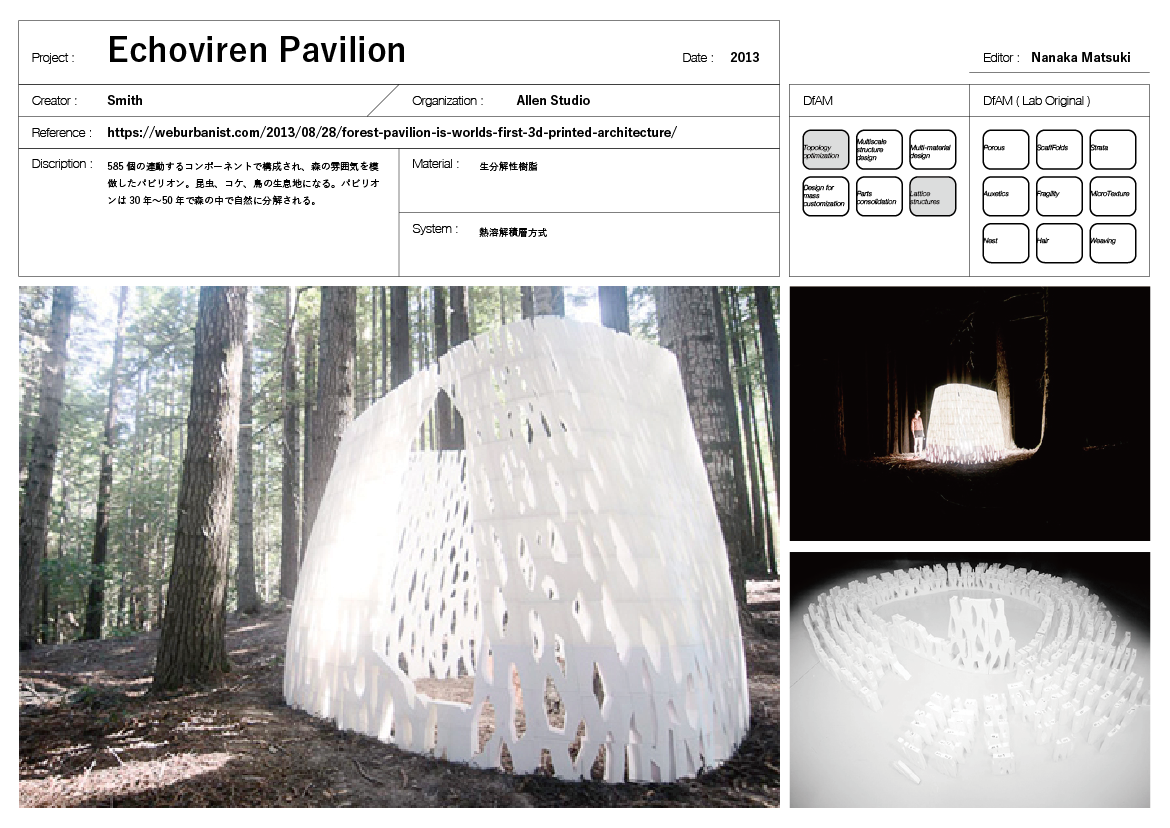 Project : Echoviren Pavilion Date : 2013
Editor : Nanaka Matsuki
Creator : Smith Organization : Allen Studio
Reference : https://weburbanist.com/2013/08/28/forest-pavilion-is-worlds-first-3d-printed-architecture/
Discription : 585 個の連動するコンポーネントで構成され、森の雰囲気を模
倣したパビリオン。昆虫、コケ、鳥の生息地になる。パビリオ
ンは 30 年〜50 年で森の中で自然に分解される。
Material : 生分解性樹脂
System : 熱溶解積層方式
DfAM
Topology
optimization
Multiscale
structure
design
Multi-material
design
Design for
mass
customization
Parts
consolidation
Lattice
structures
DfAM ( Lab Original )
Porous
ScaffFolds
Strata
Auxetics
Fragility
MicroTexture
Nest
Hair
Weaving